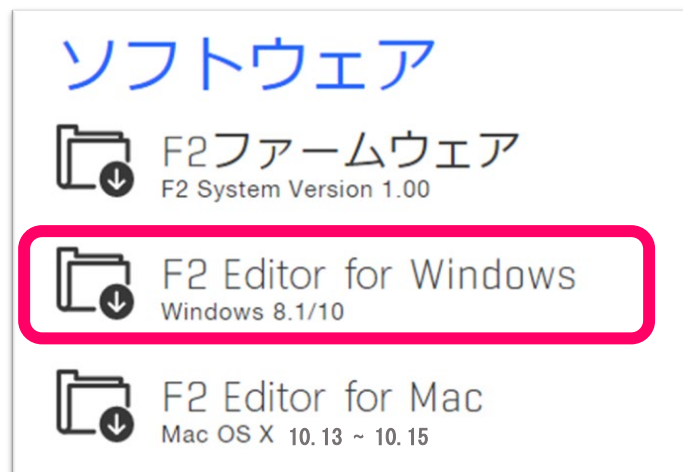 ソフトウェア
F2ファームウェア
F2 System Version 1.00
F2 Editor for Windows
Windows 8.1/10
F2 Editor for Mac
Mac OS X 10.13 ~ 10.15